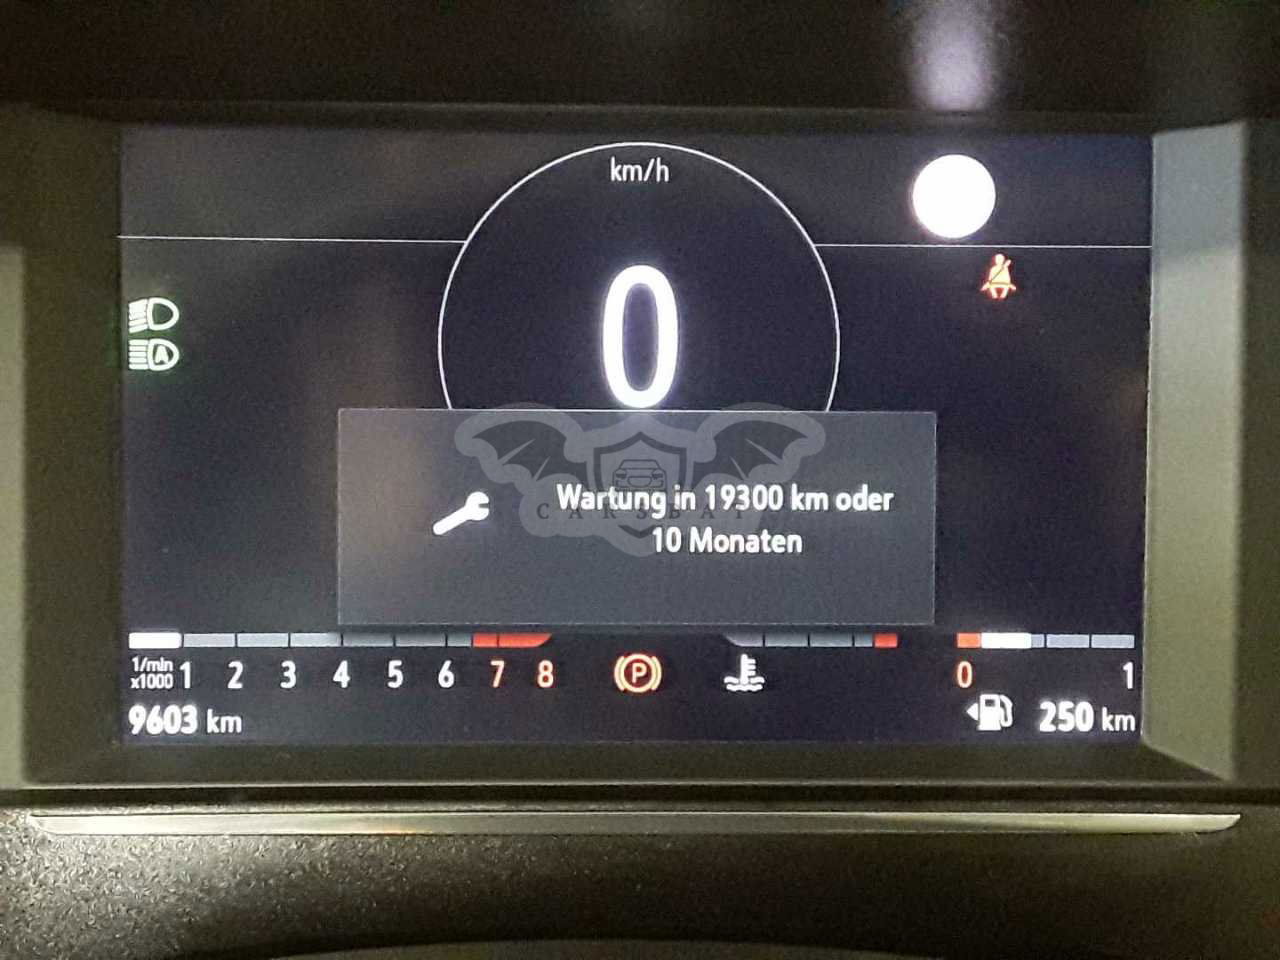 km/h
0
A
Wartung in 19300 km oder
CARSBAT
10 Monaten
1/min
x1000 1 2 3 4 5 6 7 8
P
0 1
9603 km
250 km